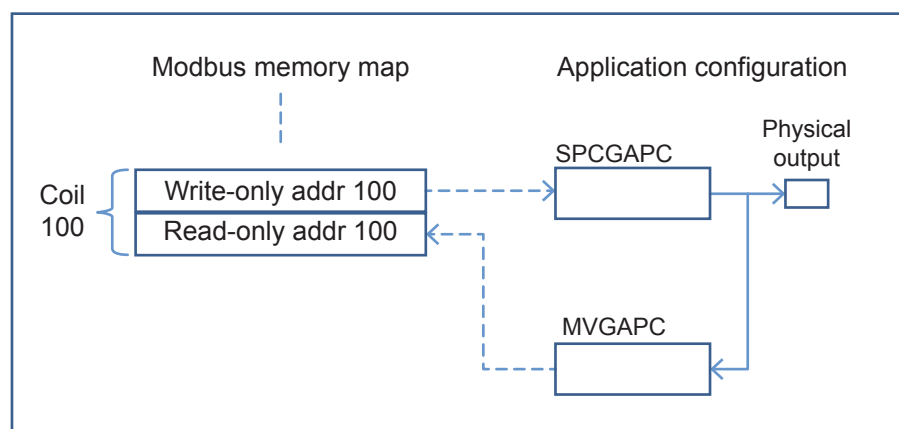 Modbus memory map
Application configuration
Physical
output
SPCGAPC
Coil
100
Write-only addr 100
Read-only addr 100
MVGAPC